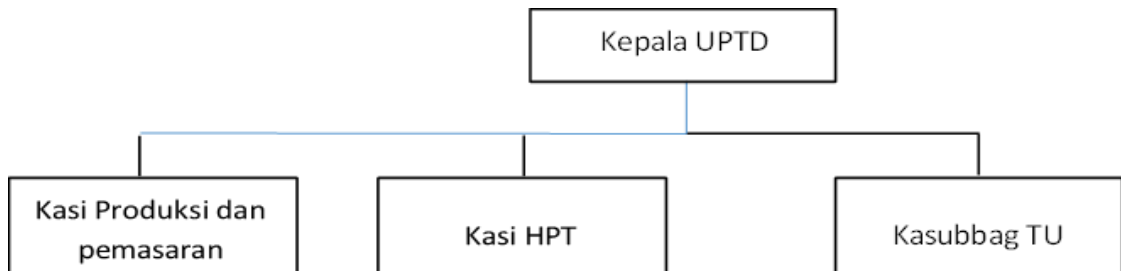 Kepala UPTD
Kasi Produksi dan
pemasaran
Kasi HPT
Kasubbag TU